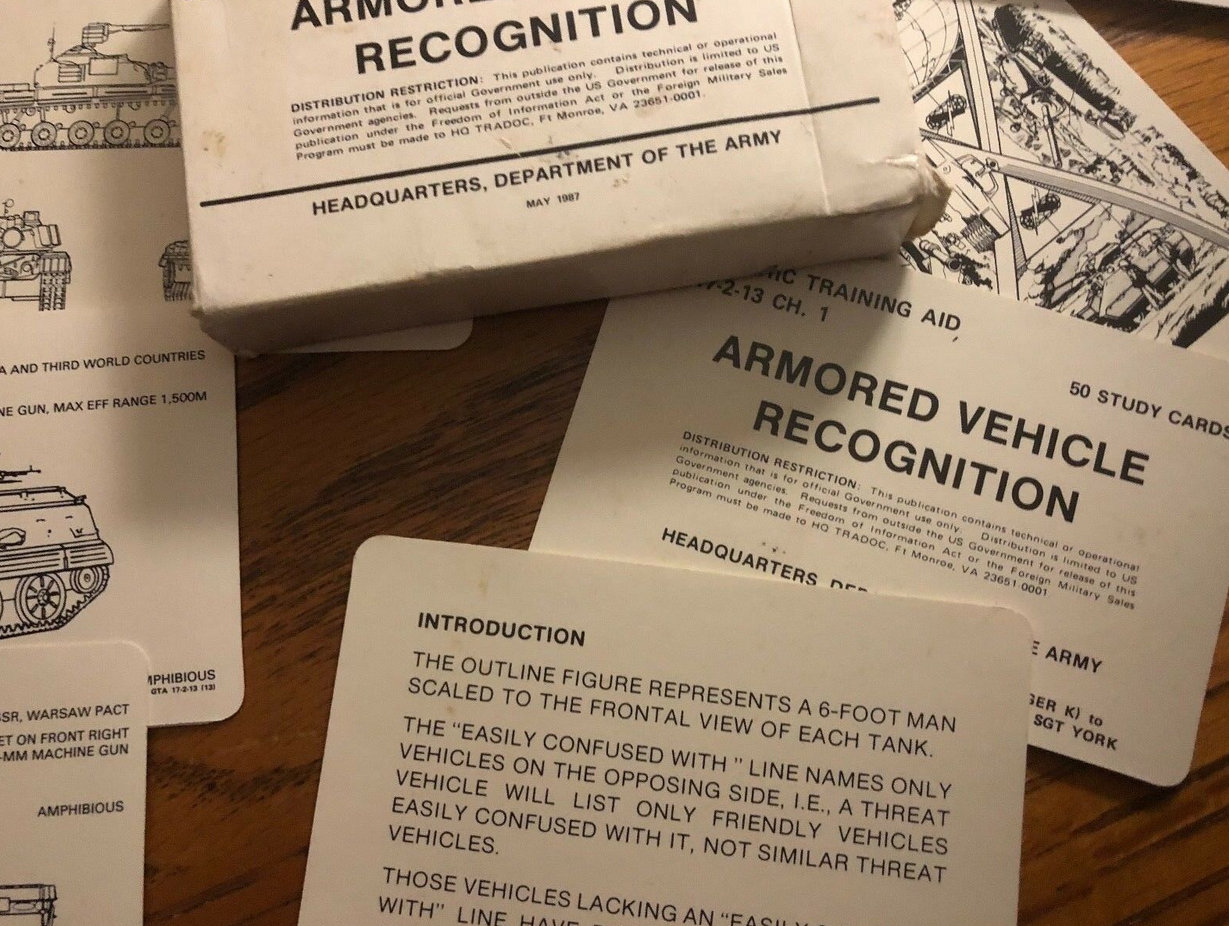 RECOGNITION
DISTRIBUTION RESTRICTION: This publication contains technical or operational
information that is for official Government use only. Distribution is limited to US
Government agencies. Requests from outside the US Government for release of this
publication under the Freedom of Information Act or the Foreign Military Sales
Program must be made to HQ TRADOC, Ft Monroe, VA 23651-0001.
HEADQUARTERS, DEPARTMENT OF THE ARMY
MAY 1987
A AND THIRD WORLD COUNTRIES
NE GUN, MAX EFF RANGE 1,500M
MPHIBIOUS
GTA 17-2-13 (13)
SSR, WARSAW PACT
ET ON FRONT RIGHT
-MM MACHINE GUN
AMPHIBIOUS
IC TRAINING AID
7-2-13 CH. 1
50 STUDY CARDS
ARMORED VEHICLE
RECOGNITION
DISTRIBUTION RESTRICTION: This publication contains technical or operational
information that is for official Government use only. Distribution is limited to US
Government agencies. Requests from outside the US Government for release of this
publication under the Freedom of Information Act or the Foreign Military Sales
Program must be made to HQ TRADOC, Ft Monroe, VA 23651-0001
HEADQUARTERS, DEP
E ARMY
GER K) to
SGT YORK
INTRODUCTION
THE OUTLINE FIGURE REPRESENTS A 6-FOOT MAN
SCALED TO THE FRONTAL VIEW OF EACH TANK.
THE "EASILY CONFUSED WITH " LINE NAMES ONLY
VEHICLES ON THE OPPOSING SIDE, I.E., A THREAT
VEHICLE WILL LIST ONLY FRIENDLY VEHICLES
EASILY CONFUSED WITH IT, NOT SIMILAR THREAT
VEHICLES.
THOSE VEHICLES LACKING AN "EASILY
WITH" LINE HAVE